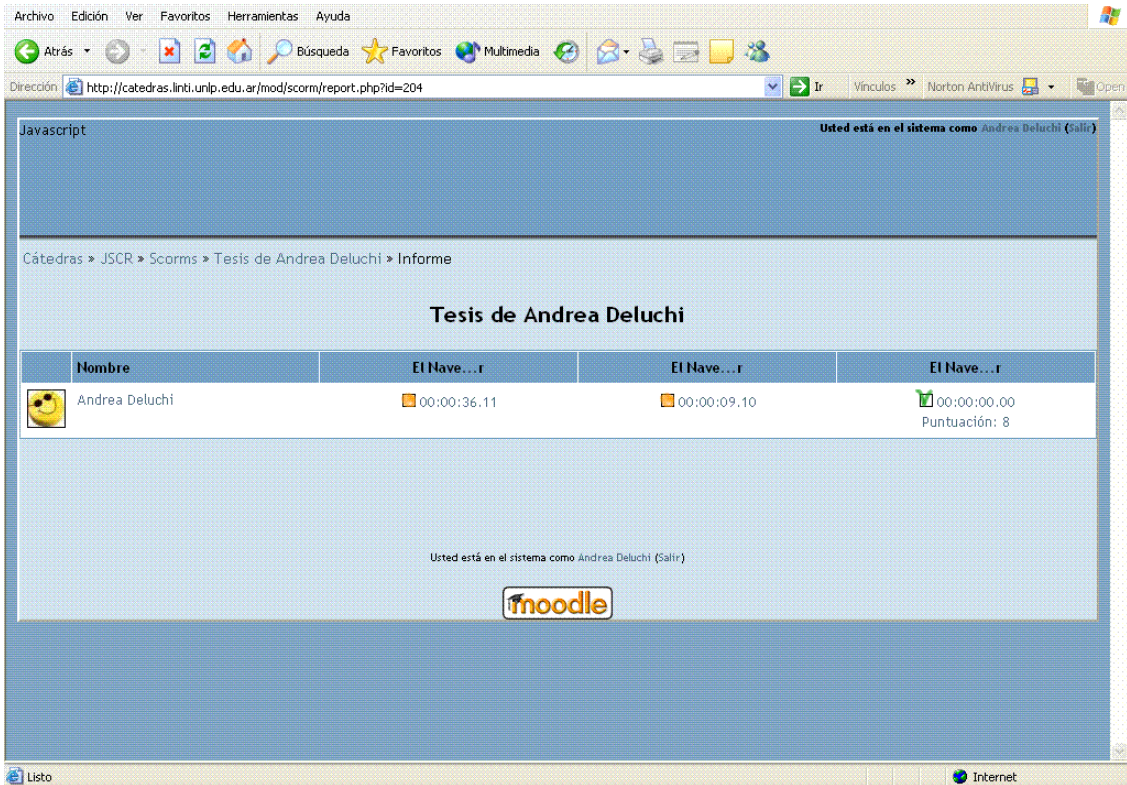 Archivo Edición Ver Favoritos Herramientas Ayuda
Atrás Búsqueda Favoritos Multimedia
Dirección http://catedras.linti.unlp.edu.ar/mod/scorm/report.php?id=204 Ir Vínculos » Norton AntiVirus Open
Javascript Usted está en el sistema como Andrea Deluchi (Salir)
Cátedras » JSCR » Scorms » Tesis de Andrea Deluchi » Informe
Tesis de Andrea Deluchi
Nombre El Nave...r El Nave...r El Nave...r
Andrea Deluchi 00:00:36.11 00:00:09.10 00:00:00.00
Puntuación: 8
Usted está en el sistema como Andrea Deluchi (Salir)
moodle
Listo Internet